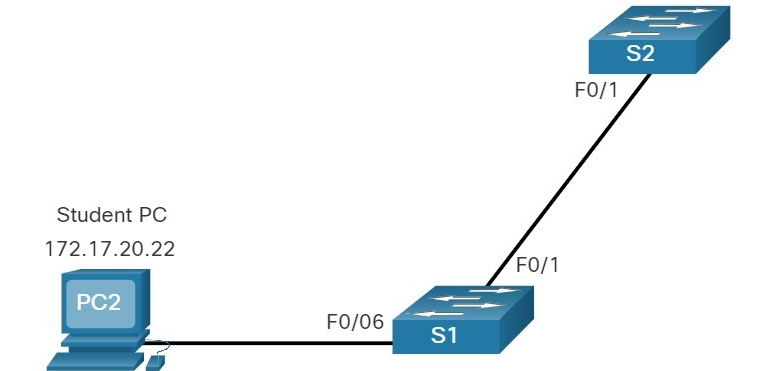 S2
F0/1
Student PC
172.17.20.22
PC2
F0/06
F0/1
S1